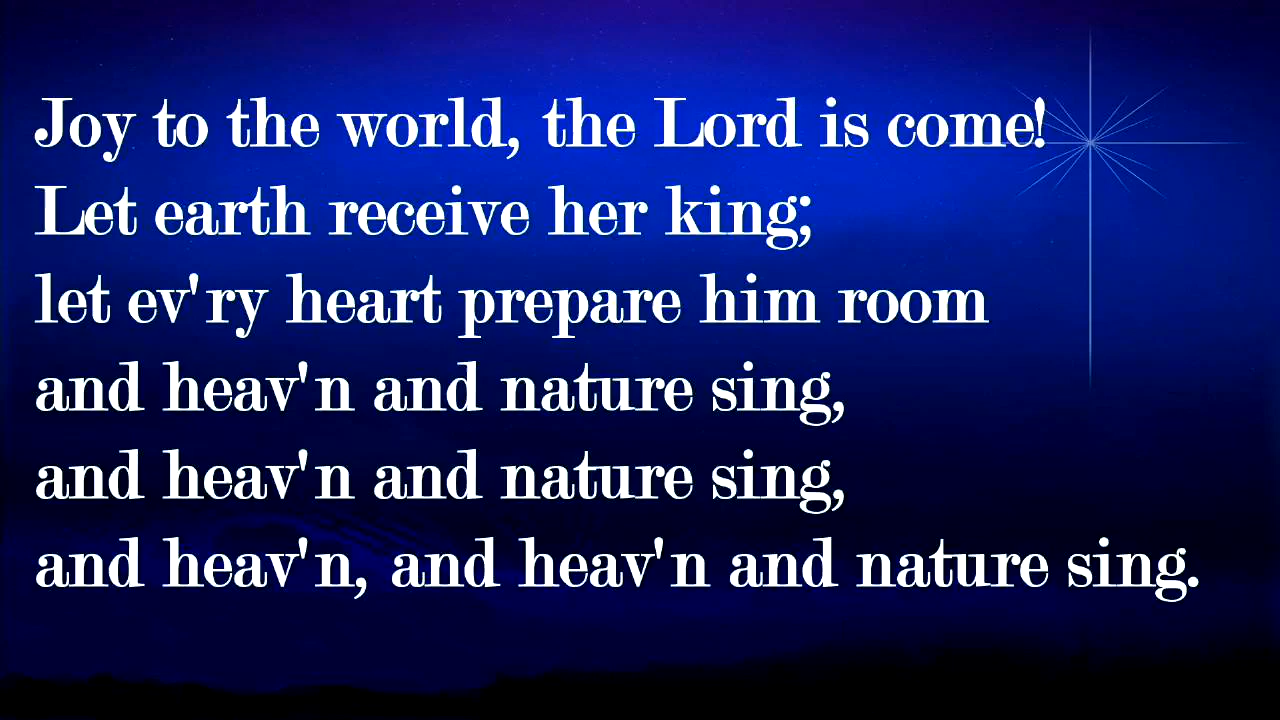 Joy to the world, the Lord is come!
Let earth receive her king;
let ev'ry heart prepare him room
and heav'n and nature sing,
and heav'n and nature sing,
and heav'n, and heav'n and nature sing.